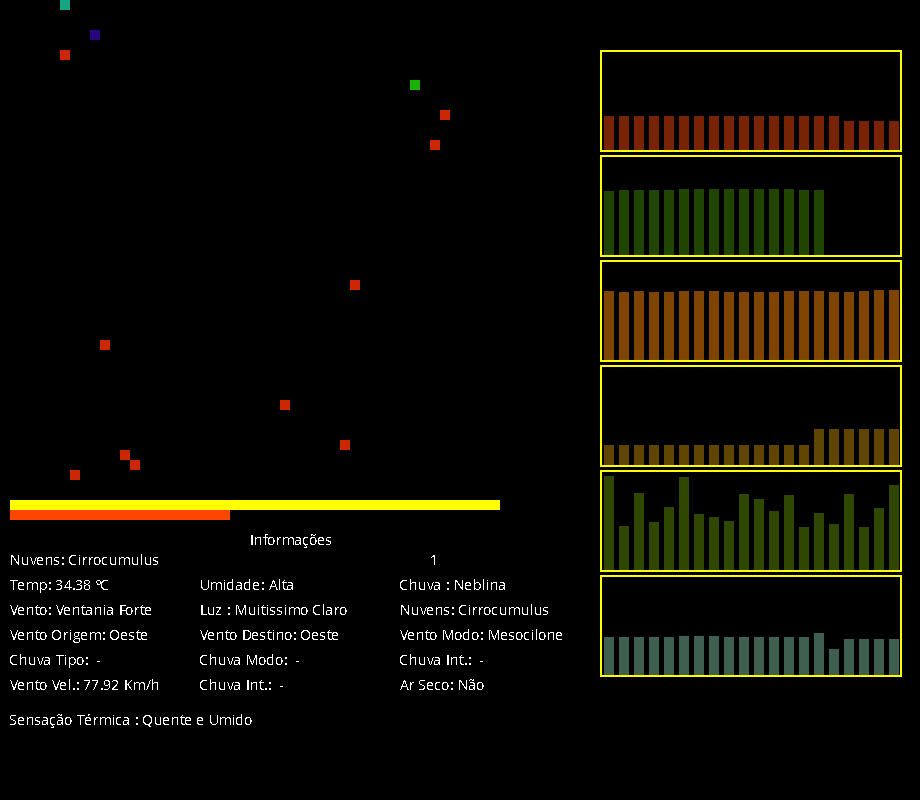 Informações
Nuvens: Cirrocumulus 1
Temp: 34.38 ºC Umidade: Alta Chuva : Neblina
Vento: Ventania Forte Luz : Muitissimo Claro Nuvens: Cirrocumulus
Vento Origem: Oeste Vento Destino: Oeste Vento Modo: Mesocilone
Chuva Tipo: - Chuva Modo: - Chuva Int.: -
Vento Vel.: 77.92 Km/h Chuva Int.: - Ar Seco: Não
Sensação Térmica : Quente e Umido